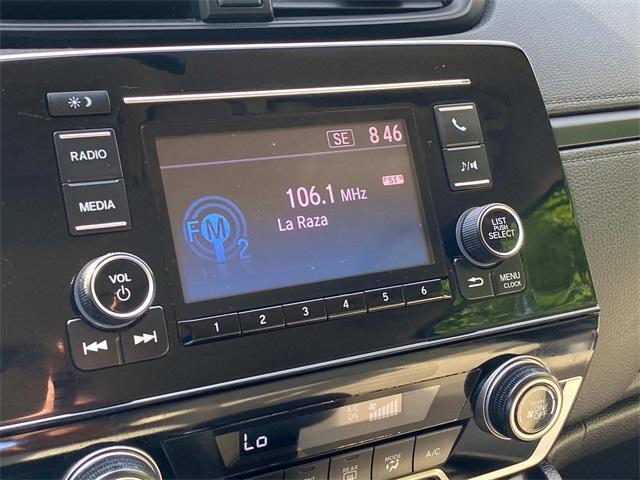 SE 8:46
RADIO
106.1 MHz
ST
♪/
MEDIA
FM2
La Raza
LIST
PUSH
SELECT
VOL
MENU
CLOCK
1 2 3 4 5 6
A/C
ON
PUSH
ON/
OFF
Lo
REAR
MODE
A/C